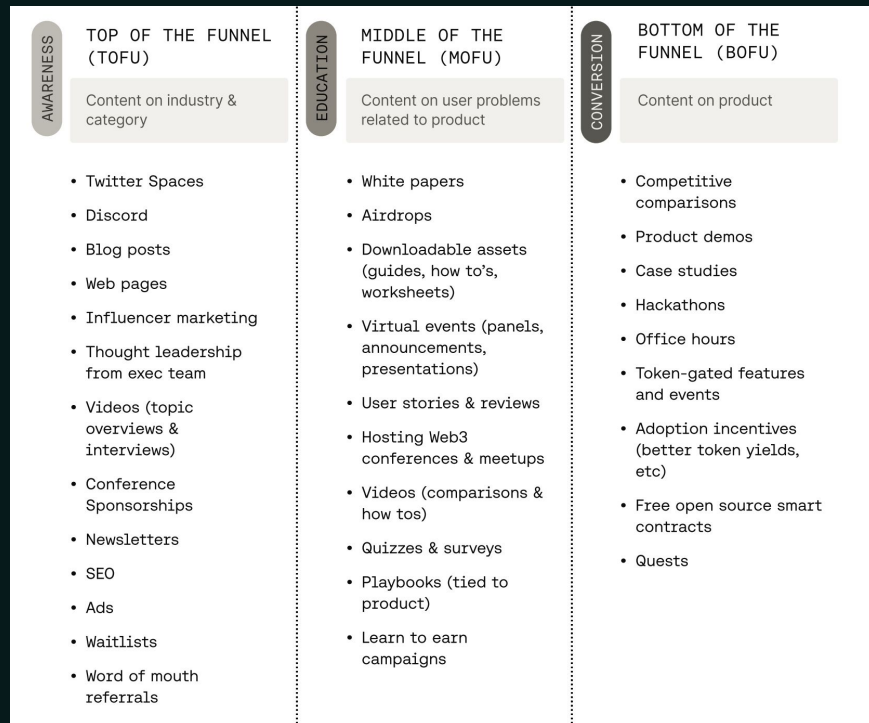 AWARENESS
TOP OF THE FUNNEL
(TOFU)
Content on industry &
category
• Twitter Spaces
• Discord
• Blog posts
• Web pages
• Influencer marketing
• Thought leadership
from exec team
• Videos (topic
overviews &
interviews)
• Conference
Sponsorships
• Newsletters
• SEO
• Ads
• Waitlists
• Word of mouth
referrals
EDUCATION
MIDDLE OF THE
FUNNEL (MOFU)
Content on user problems
related to product
• White papers
• Airdrops
• Downloadable assets
(guides, how to's,
worksheets)
• Virtual events (panels,
announcements,
presentations)
• User stories & reviews
• Hosting Web3
conferences & meetups
• Videos (comparisons &
how tos)
• Quizzes & surveys
• Playbooks (tied to
product)
• Learn to earn
campaigns
CONVERSION
BOTTOM OF THE
FUNNEL (BOFU)
Content on product
• Competitive
comparisons
• Product demos
• Case studies
• Hackathons
• Office hours
• Token-gated features
and events
• Adoption incentives
(better token yields,
etc)
• Free open source smart
contracts
• Quests